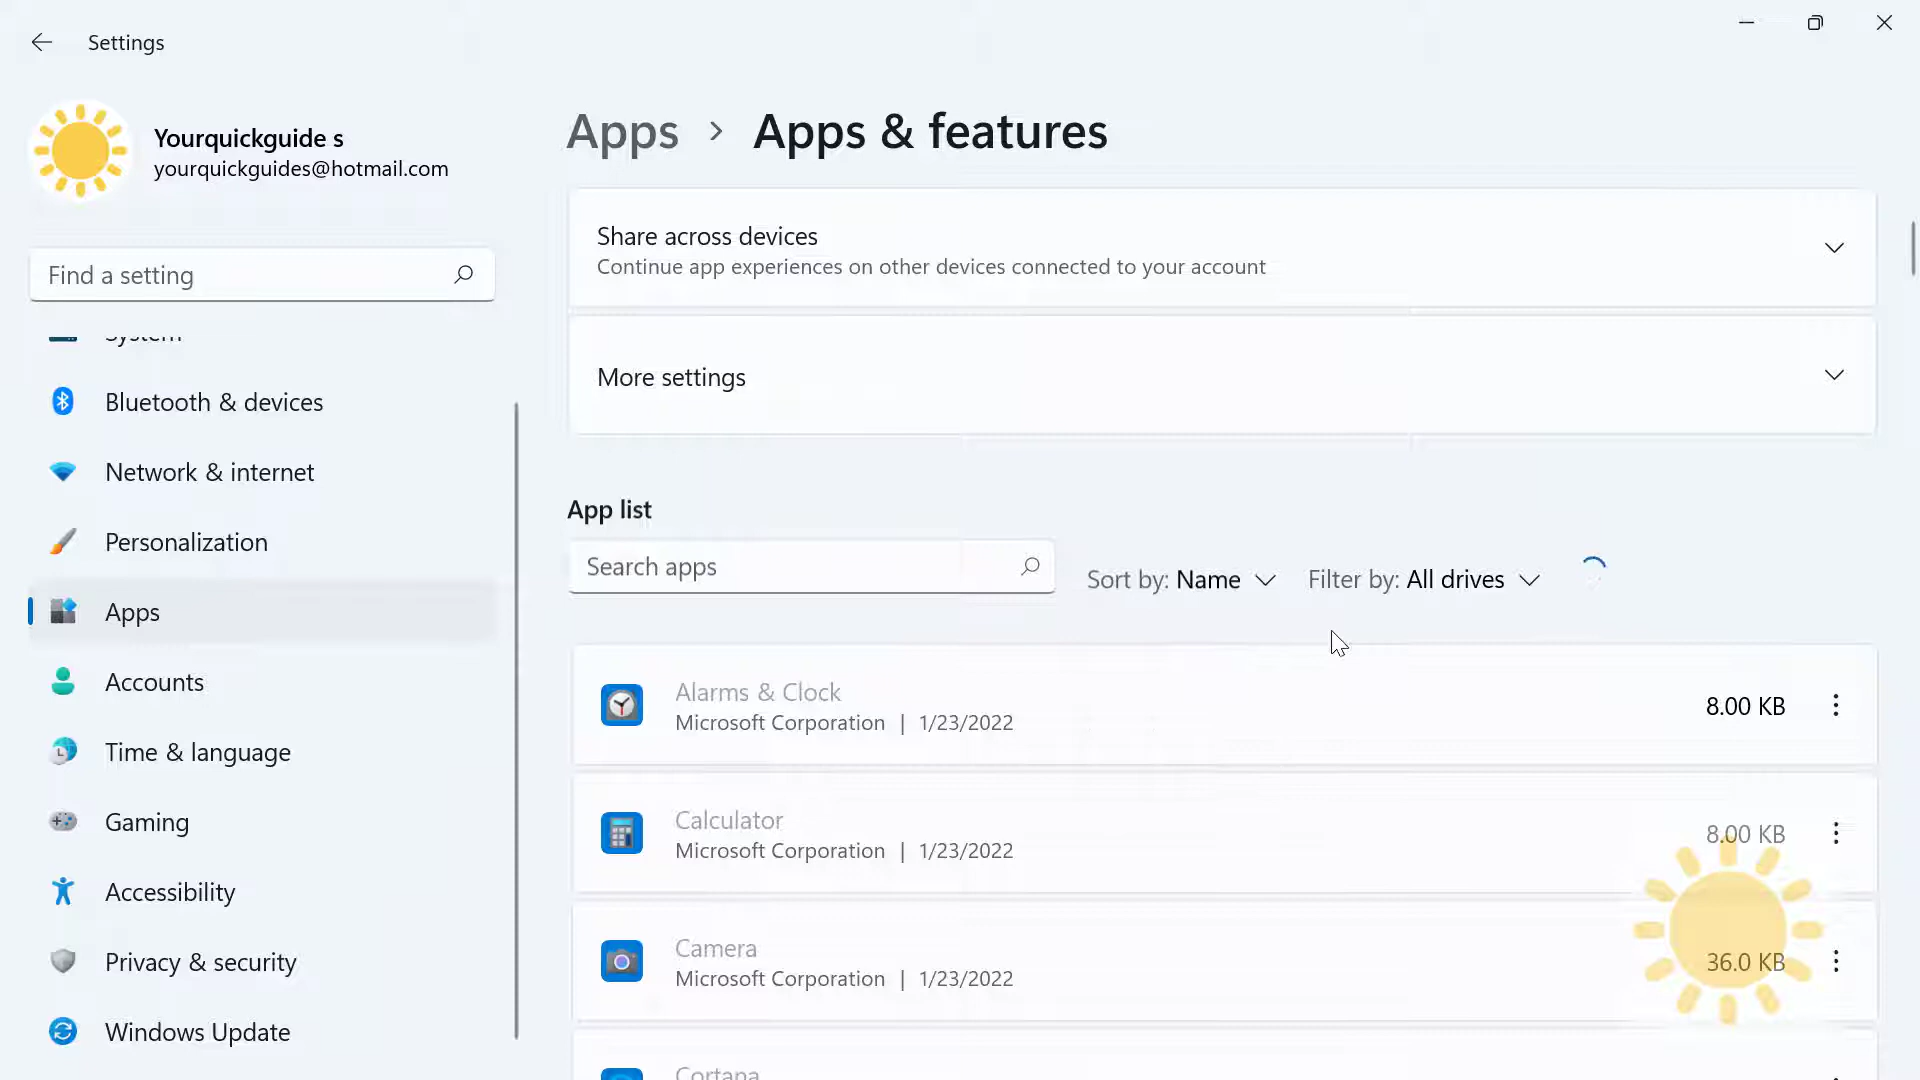 Settings
Yourquickguide s
yourquickguides@hotmail.com
Find a setting
System
Bluetooth & devices
Network & internet
Personalization
Apps
Accounts
Time & language
Gaming
Accessibility
Privacy & security
Windows Update
Apps > Apps & features
Share across devices
Continue app experiences on other devices connected to your account
More settings
App list
Search apps
Sort by: Name
Filter by: All drives
Alarms & Clock
Microsoft Corporation | 1/23/2022
8.00 KB
Calculator
Microsoft Corporation | 1/23/2022
8.00 KB
Camera
Microsoft Corporation | 1/23/2022
36.0 KB
Cortana